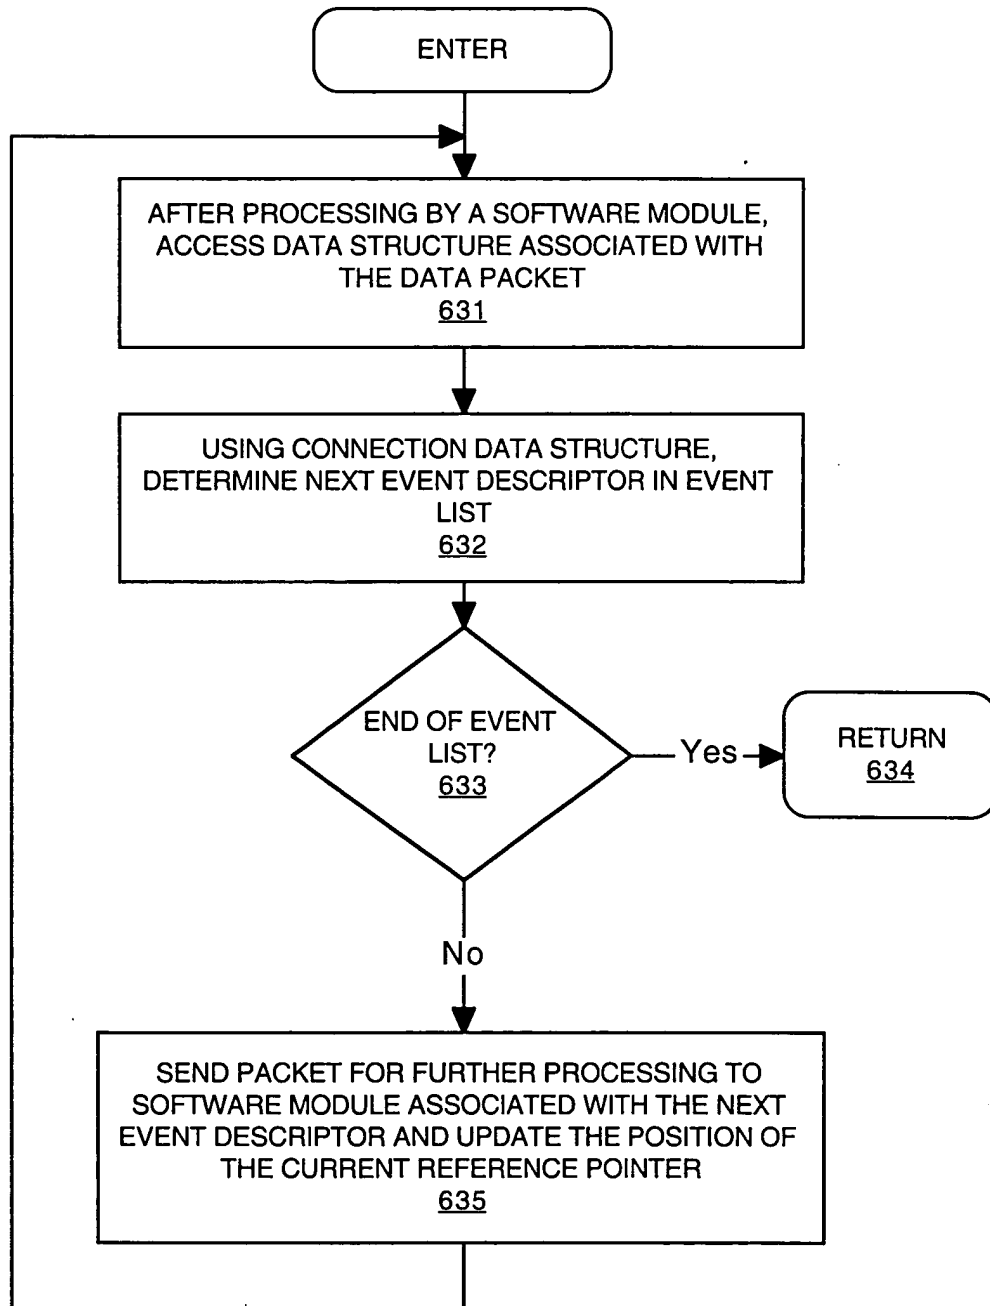 ENTER
AFTER PROCESSING BY A SOFTWARE MODULE,
ACCESS DATA STRUCTURE ASSOCIATED WITH
THE DATA PACKET
631
USING CONNECTION DATA STRUCTURE,
DETERMINE NEXT EVENT DESCRIPTOR IN EVENT
LIST
632
END OF EVENT
LIST?
633
Yes
RETURN
634
No
SEND PACKET FOR FURTHER PROCESSING TO
SOFTWARE MODULE ASSOCIATED WITH THE NEXT
EVENT DESCRIPTOR AND UPDATE THE POSITION OF
THE CURRENT REFERENCE POINTER
635